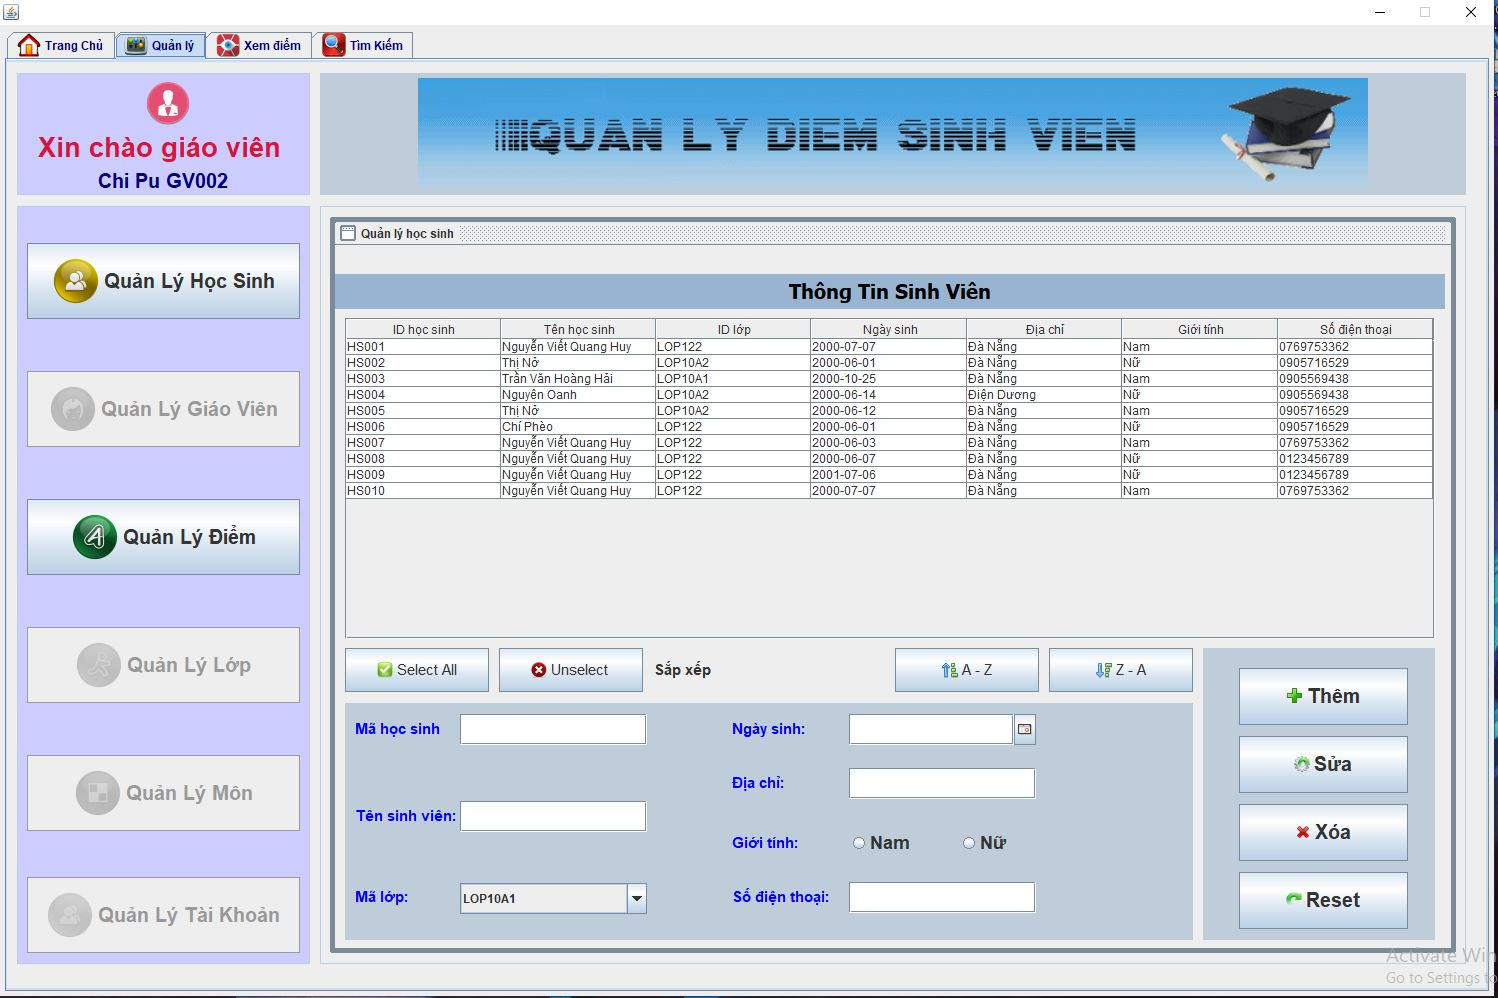 Trang Chủ Quản lý Xem điểm Tìm Kiếm
Xin chào giáo viên
Chi Pu GV002
QUAN LY DIEM SINH VIEN
Quản Lý Học Sinh
Quản Lý Giáo Viên
Quản Lý Điểm
Quản Lý Lớp
Quản Lý Môn
Quản Lý Tài Khoản
Quản lý học sinh
Thông Tin Sinh Viên
ID học sinh Tên học sinh ID lớp Ngày sinh Địa chỉ Giới tính Số điện thoại
HS001 Nguyễn Viết Quang Huy LOP122 2000-07-07 Đà Nẵng Nam 0769753362
HS002 Thị Nở LOP10A2 2000-06-01 Đà Nẵng Nữ 0905716529
HS003 Trần Văn Hoàng Hải LOP10A1 2000-10-25 Đà Nẵng Nam 0905569438
HS004 Nguyên Oanh LOP10A2 2000-06-14 Điện Dương Nữ 0905569438
HS005 Thị Nở LOP10A2 2000-06-12 Đà Nẵng Nam 0905716529
HS006 Chí Phèo LOP122 2000-06-01 Đà Nẵng Nữ 0905716529
HS007 Nguyễn Viết Quang Huy LOP122 2000-06-03 Đà Nẵng Nam 0769753362
HS008 Nguyễn Viết Quang Huy LOP122 2000-06-07 Đà Nẵng Nữ 0123456789
HS009 Nguyễn Viết Quang Huy LOP122 2001-07-06 Đà Nẵng Nữ 0123456789
HS010 Nguyễn Viết Quang Huy LOP122 2000-07-07 Đà Nẵng Nam 0769753362
Select All Unselect Sắp xếp A - Z Z - A
Mã học sinh Ngày sinh:
Địa chỉ:
Tên sinh viên:
Giới tính: Nam Nữ
Mã lớp: LOP10A1 Số điện thoại:
Thêm
Sửa
Xóa
Reset
Activate Win
Go to Settings to